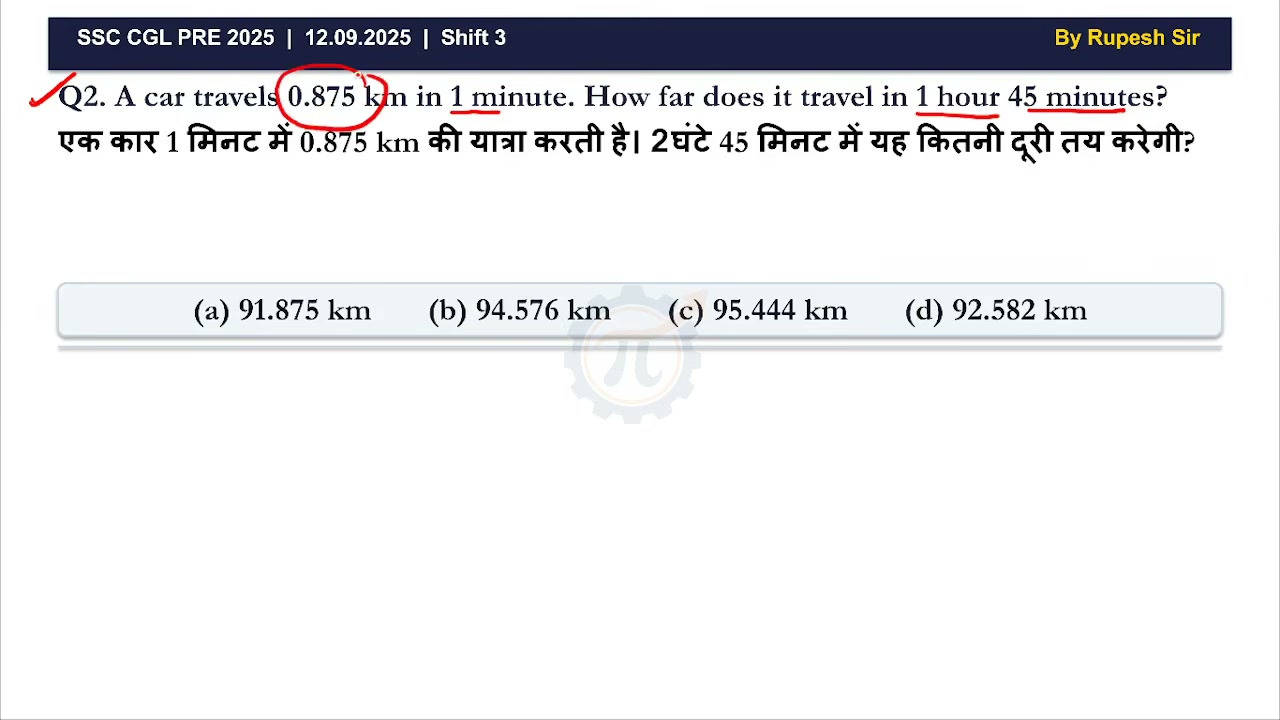 SSC CGL PRE 2025 | 12.09.2025 | Shift 3 By Rupesh Sir
Q2. A car travels 0.875 km in 1 minute. How far does it travel in 1 hour 45 minutes?
एक कार 1 मिनट में 0.875 km की यात्रा करती है। 2घंटे 45 मिनट में यह कितनी दूरी तय करेगी?
(a) 91.875 km (b) 94.576 km (c) 95.444 km (d) 92.582 km
π